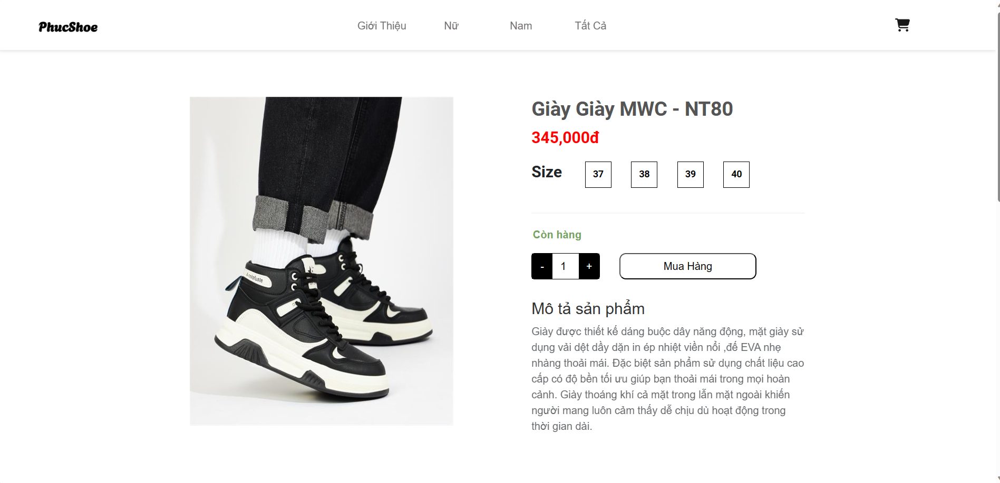 PhucShoe
Giới Thiệu
Nữ
Nam
Tất Cả
Giày Giày MWC - NT80
345,000đ
Size
37
38
39
40
Còn hàng
-
1
+
Mua Hàng
Mô tả sản phẩm
Giày được thiết kế dáng buộc dây năng động, mặt giày sử
dụng vải dệt dầy dặn in ép nhiệt viền nổi ,đế EVA nhẹ
nhàng thoải mái. Đặc biệt sản phẩm sử dụng chất liệu cao
cấp có độ bền tối ưu giúp bạn thoải mái trong mọi hoàn
cảnh. Giày thoáng khí cả mặt trong lẫn mặt ngoài khiến
người mang luôn cảm thấy dễ chịu dù hoạt động trong
thời gian dài.